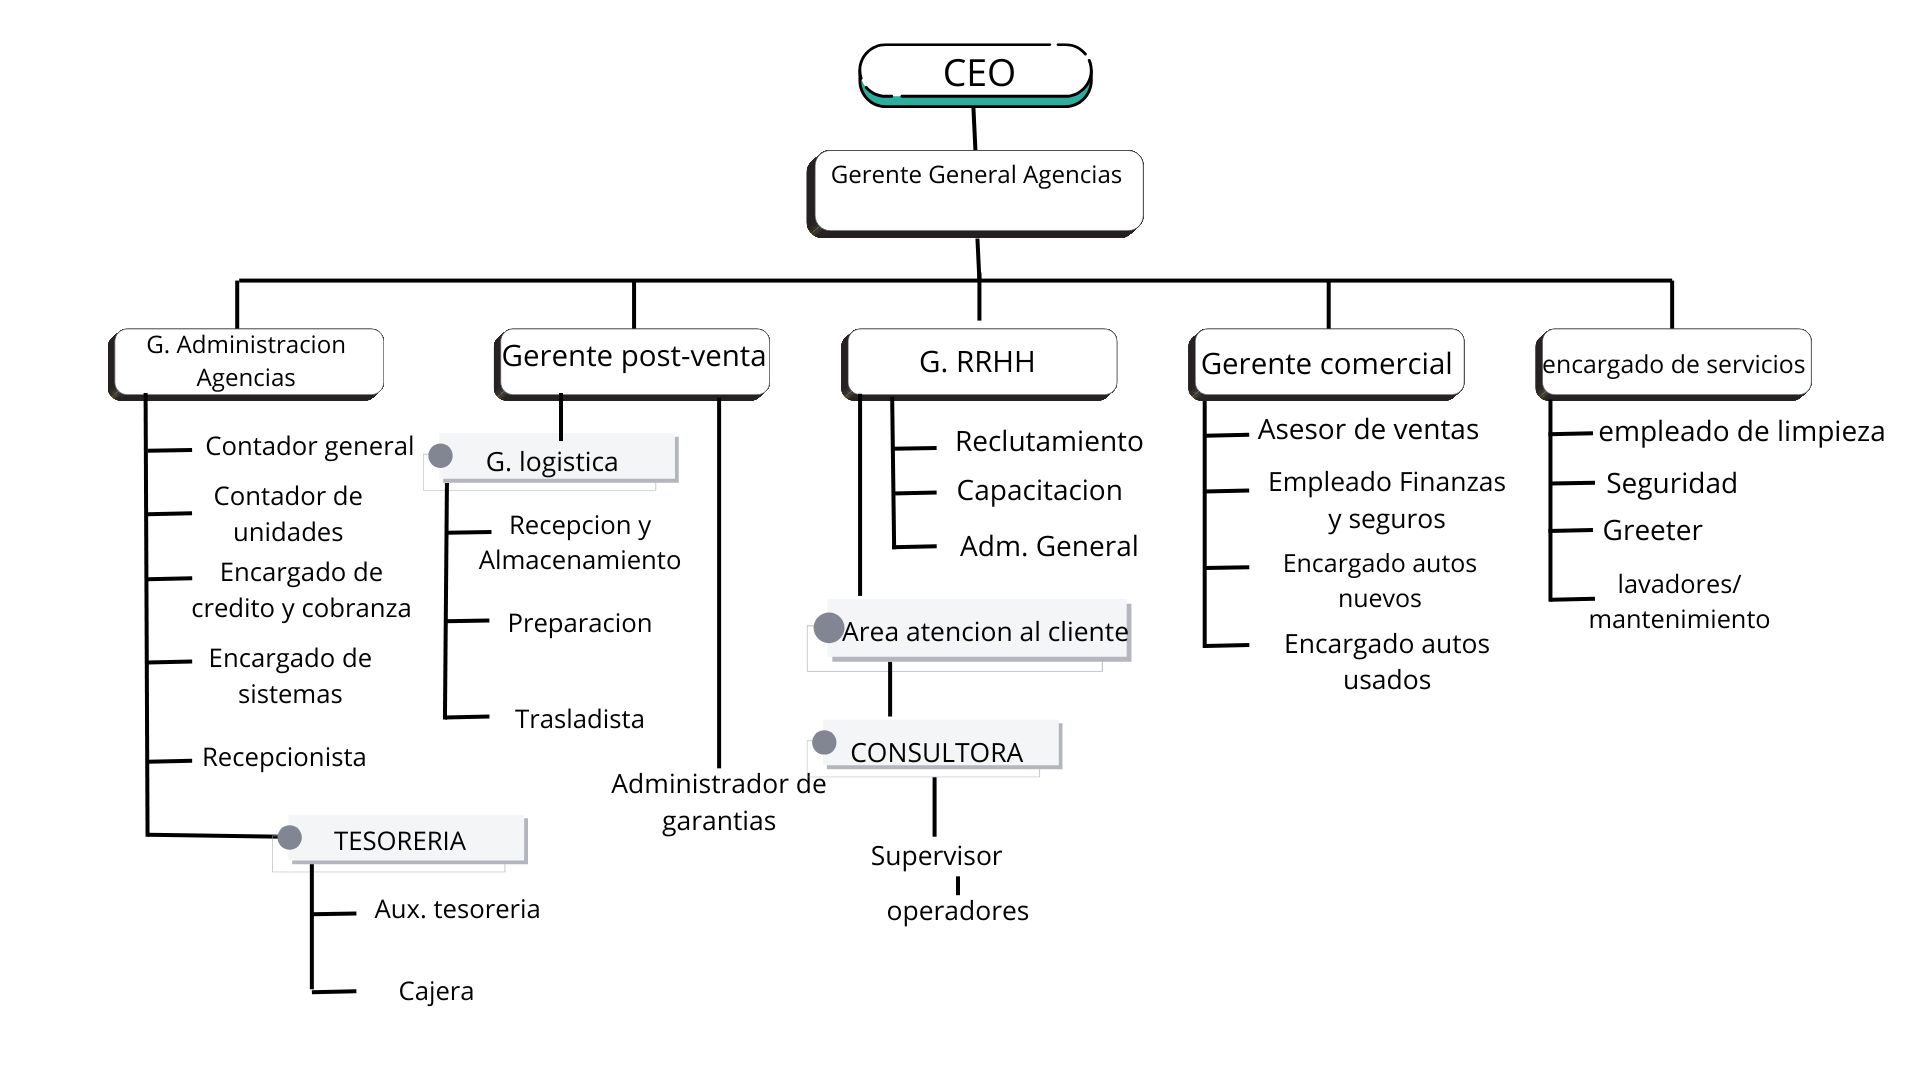 CEO
Gerente General Agencias
G. Administracion
Agencias
Contador general
Contador de
unidades
Encargado de
credito y cobranza
Encargado de
sistemas
Recepcionista
TESORERIA
Aux. tesoreria
Cajera
Gerente post-venta
G. logistica
Recepcion y
Almacenamiento
Preparacion
Trasladista
Administrador de
garantias
G. RRHH
Reclutamiento
Capacitacion
Adm. General
Area atencion al cliente
CONSULTORA
Supervisor
operadores
Gerente comercial
Asesor de ventas
Empleado Finanzas
y seguros
Encargado autos
nuevos
Encargado autos
usados
encargado de servicios
empleado de limpieza
Seguridad
Greeter
lavadores/
mantenimiento